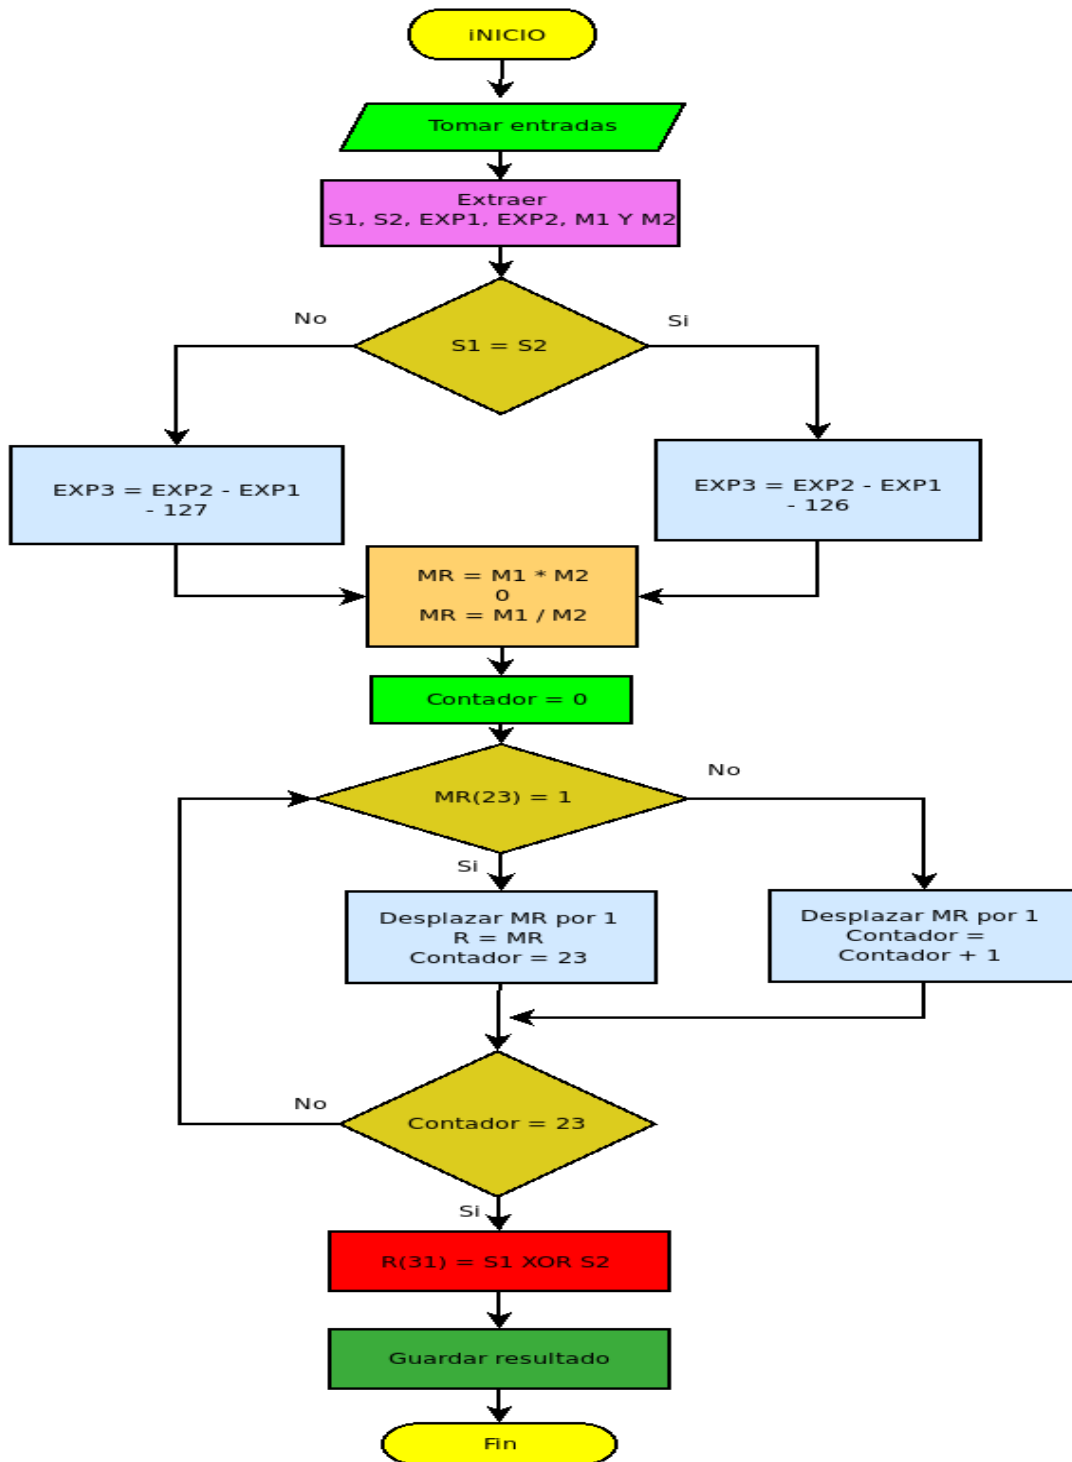 iNICIO
Tomar entradas
Extraer
S1, S2, EXP1, EXP2, M1 Y M2
No
Si
S1 = S2
EXP3 = EXP2 - EXP1
- 127
EXP3 = EXP2 - EXP1
- 126
MR = M1 * M2
0
MR = M1 / M2
Contador = 0
No
MR(23) = 1
Si
Desplazar MR por 1
R = MR
Contador = 23
Desplazar MR por 1
Contador =
Contador + 1
No
Contador = 23
Si
R(31) = S1 XOR S2
Guardar resultado
Fin